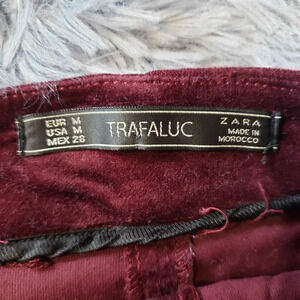 EUR M
USA M
MEX 28
TRAFALUC
ZARA
MADE IN
MOROCCO